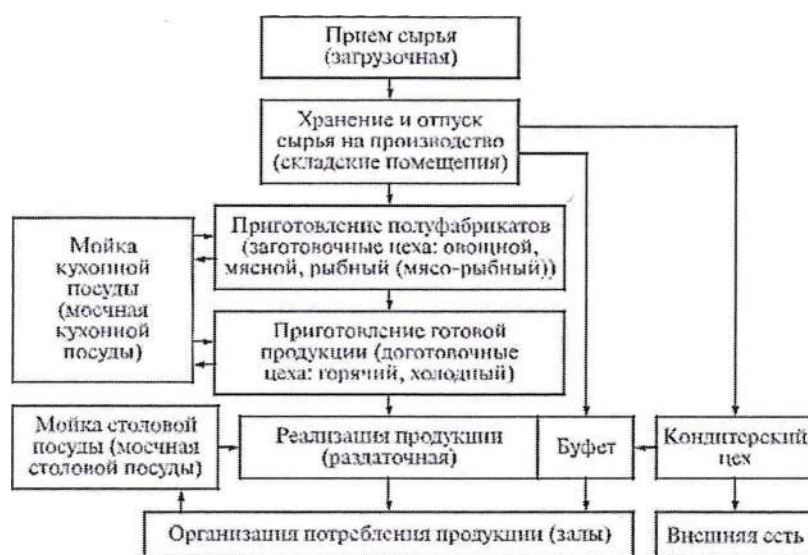 Прием сырья
(загрузочная)
Хранение и отпуск
сырья на производство
(складские помещения)
Приготовление полуфабрикатов
(заготовочные цеха: овощной,
мясной, рыбный (мясо-рыбный))
Мойка
кухонной
посуды
(моечная
кухонной
посуды)
Приготовление готовой
продукции (доготовочные
цеха: горячий, холодный)
Мойка столовой
посуды (моечная
столовой посуды)
Реализация продукции
(раздаточная)
Буфет
Кондитерский
цех
Организация потребления продукции (залы)
Внешняя сеть